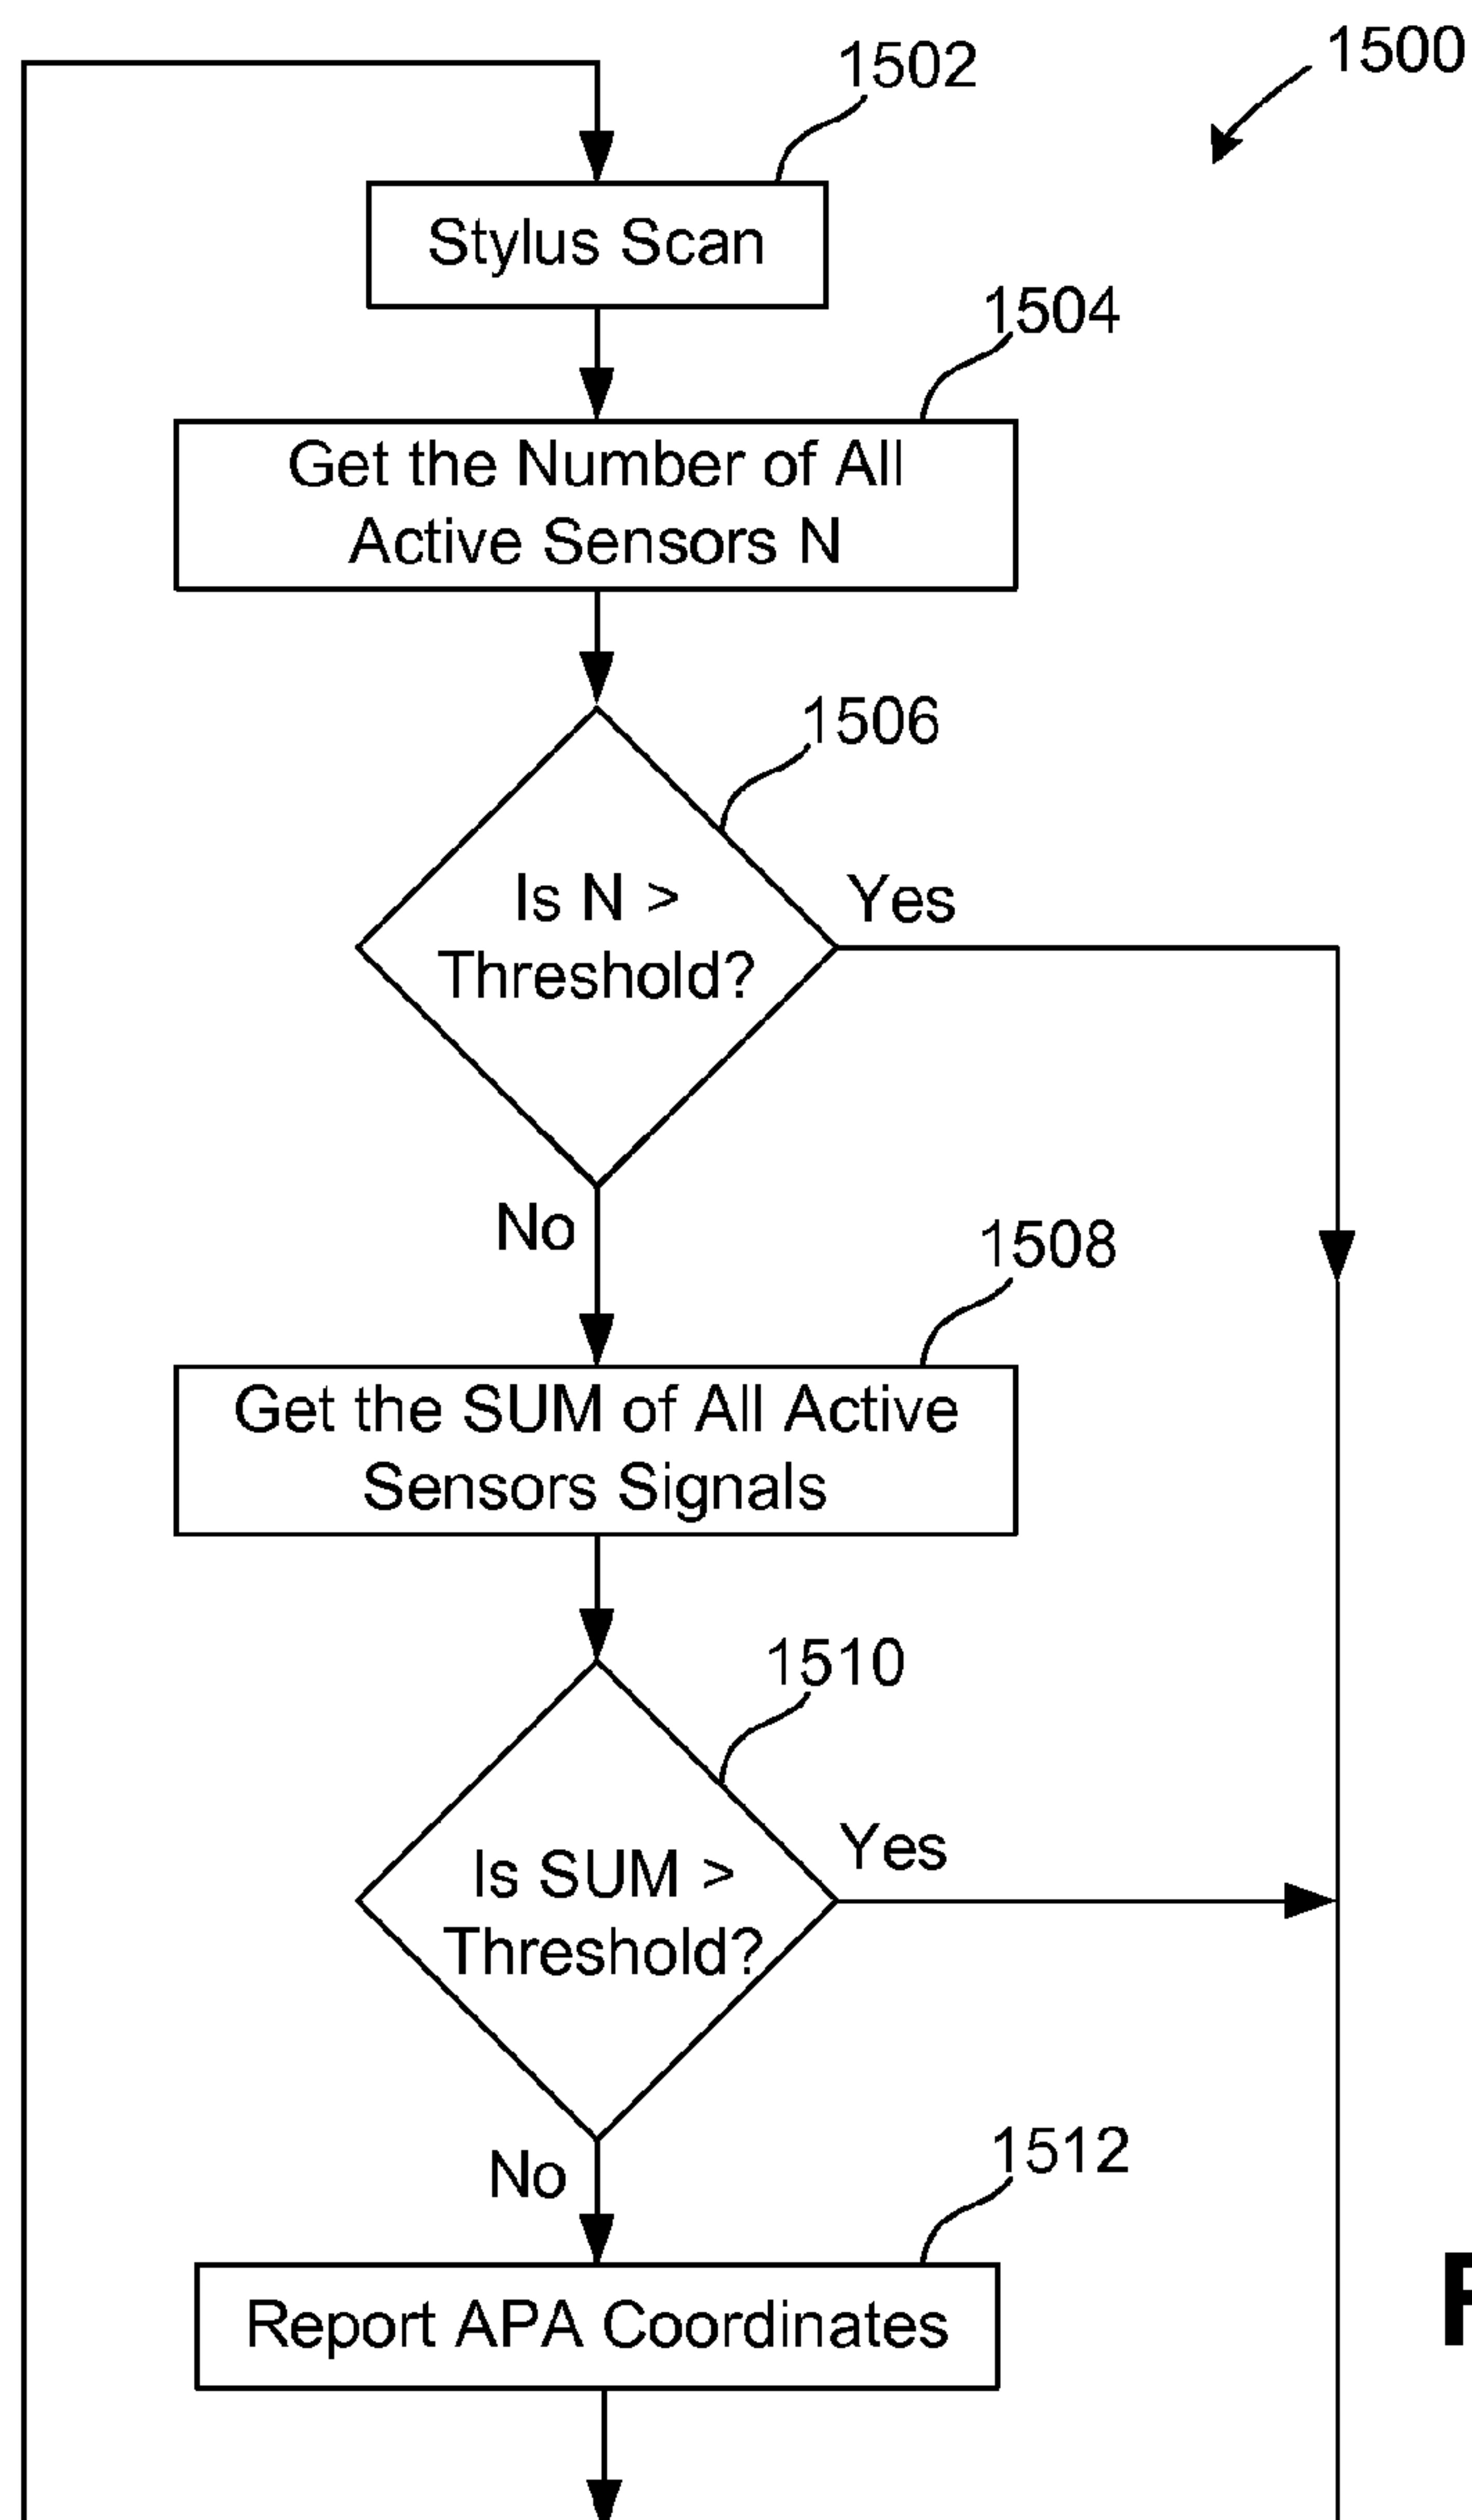 1500
1502
Stylus Scan
1504
Get the Number of All
Active Sensors N
1506
Is N >
Threshold?
Yes
No
1508
Get the SUM of All Active
Sensors Signals
1510
Is SUM >
Threshold?
Yes
No
1512
Report APA Coordinates